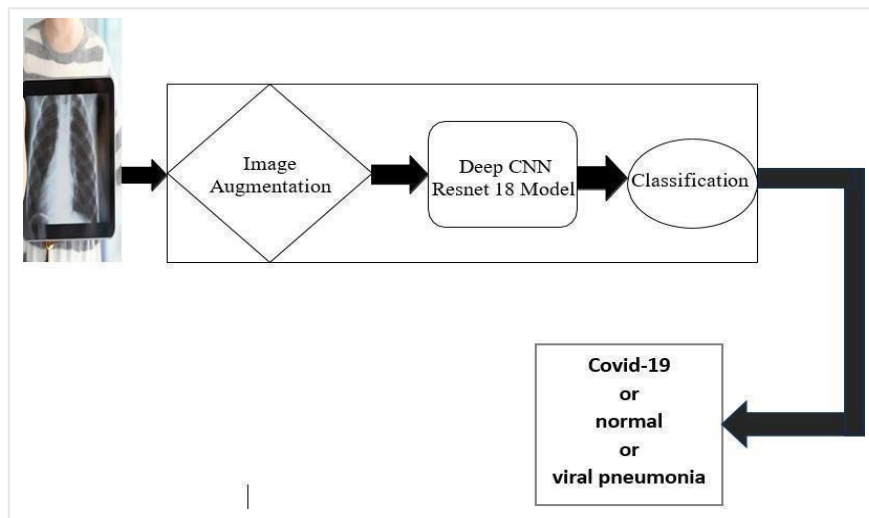 Image
Augmentation
Deep CNN
Resnet 18 Model
Classification
Covid-19
or
normal
or
viral pneumonia